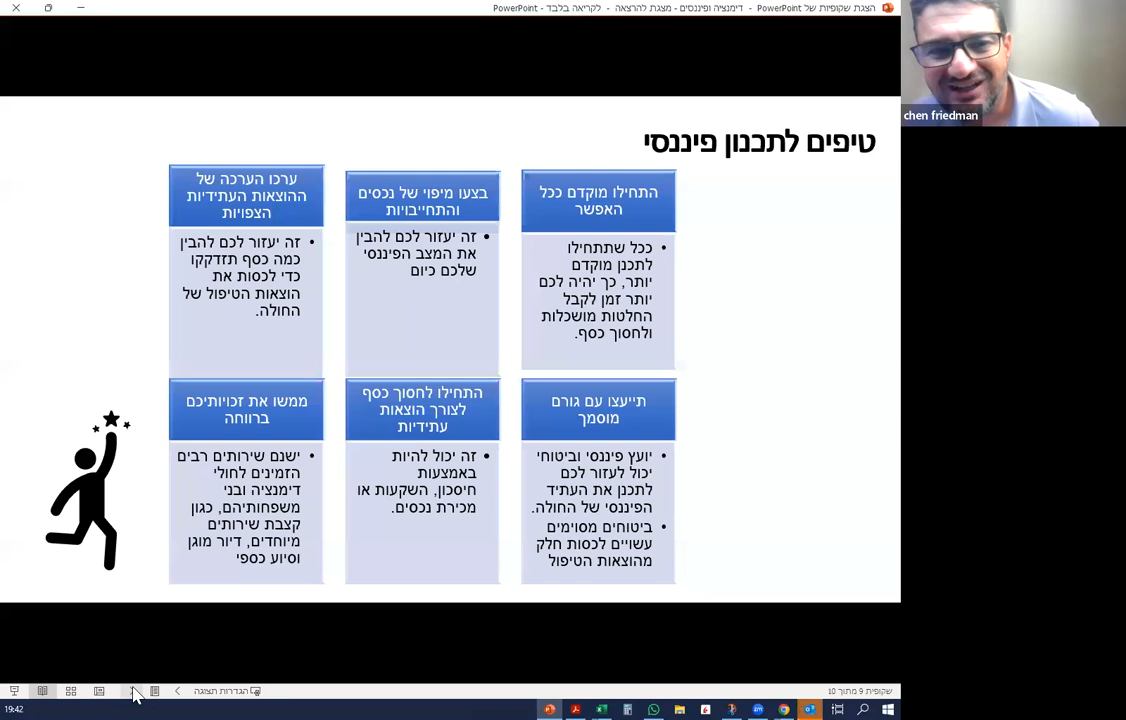 הצגת שקופיות של PowerPoint - דימנציה ופיננסים - מצגת להרצאה - לקריאה בלבד - PowerPoint
chen friedman
טיפים לתכנון פיננסי
התחילו מוקדם ככל
האפשר
ככל שתתחילו
לתכנן מוקדם
יותר, כך יהיה לכם
יותר זמן לקבל
החלטות מושכלות
ולחסוך כסף.
בצעו מיפוי של נכסים
והתחייבויות
זה יעזור לכם להבין
את המצב הפיננסי
שלכם כיום
ערכו הערכה של
ההוצאות העתידיות
הצפויות
זה יעזור לכם להבין
כמה כסף תזדקקו
כדי לכסות את
הוצאות הטיפול של
החולה.
תייעצו עם גורם
מוסמך
יועץ פיננסי וביטוחי
יכול לעזור לכם
לתכנן את העתיד
הפיננסי של החולה.
ביטוחים מסוימים
עשויים לכסות חלק
מהוצאות הטיפול
התחילו לחסוך כסף
לצורך הוצאות
עתידיות
זה יכול להיות
באמצעות
חיסכון, השקעות או
מכירת נכסים.
ממשו את זכויותיכם
ברווחה
ישנם שירותים רבים
הזמינים לחולי
דימנציה ובני
משפחותיהם, כגון
קצבת שירותים
מיוחדים, דיור מוגן
וסיוע כספי
שקופית 9 מתוך 10
הגדרות תצוגה
19:42